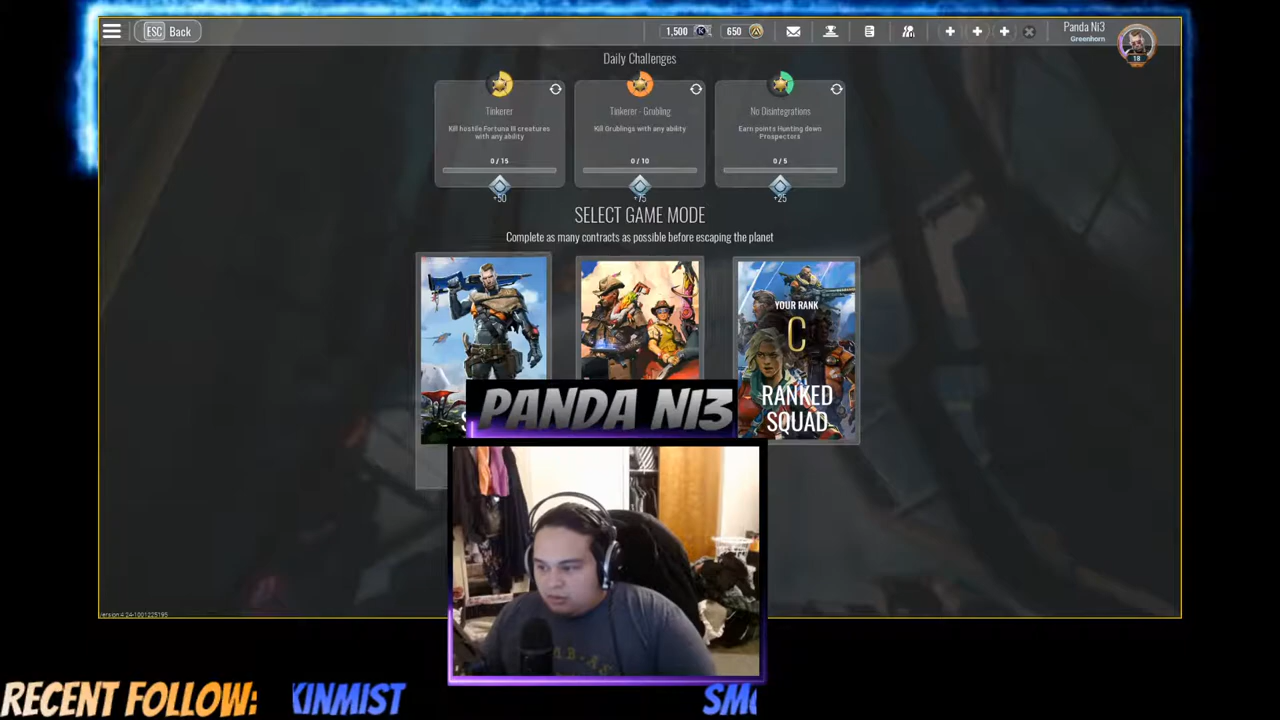 ESC Back
1,500
650
Panda Ni3
Greenhorn
18
Daily Challenges
Tinkerer
Kill hostile Fortuna III creatures
with any ability
0 / 15
+50
Tinkerer - Grubling
Kill Grublings with any ability
0 / 10
+75
No Disintegrations
Earn points Hunting down
Prospectors
0 / 5
+25
SELECT GAME MODE
Complete as many contracts as possible before escaping the planet
YOUR RANK
C
RANKED
SQUAD
PANDA NI3
RECENT FOLLOW: KINMIST